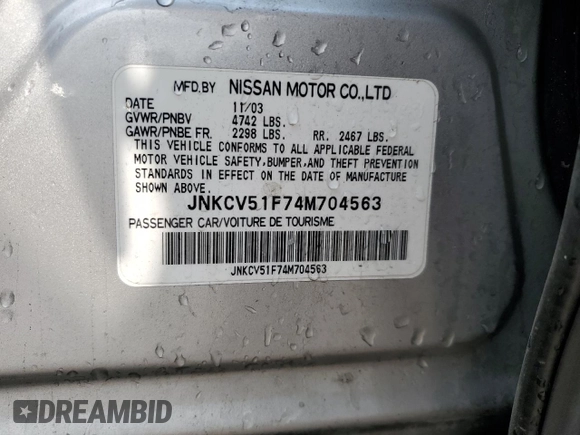 MFD.BY NISSAN MOTOR CO.,LTD
DATE 11/03
GVWR/PNBV 4742 LBS.
GAWR/PNBE FR. 2298 LBS. RR. 2467 LBS.
THIS VEHICLE CONFORMS TO ALL APPLICABLE FEDERAL
MOTOR VEHICLE SAFETY,BUMPER,AND THEFT PREVENTION
STANDARDS IN EFFECT ON THE DATE OF MANUFACTURE
SHOWN ABOVE.
JNKCV51F74M704563
PASSENGER CAR/VOITURE DE TOURISME
JNKCV51F74M704563
DREAMBID